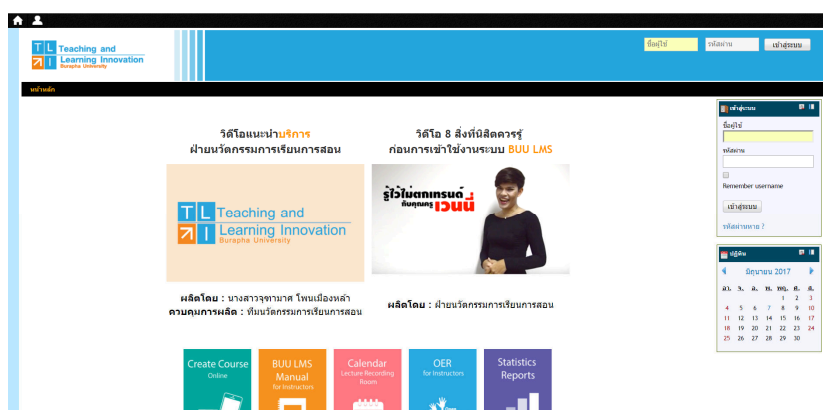 TL Teaching and
Learning Innovation
Burapha University
ชื่อผู้ใช้ รหัสผ่าน เข้าสู่ระบบ
หน้าหลัก
วิดีโอแนะนำบริการ
ฝ่ายนวัตกรรมการเรียนการสอน
TL Teaching and
I Learning Innovation
Burapha University
ผลิตโดย : นางสาวจุฑามาศ โพนเมืองหล้า
ควบคุมการผลิต : ทีมนวัตกรรมการเรียนการสอน
วิดีโอ 8 สิ่งที่นิสิตควรรู้
ก่อนการเข้าใช้งานระบบ BUU LMS
รู้ไว้ไม่ตกเทรนด์
กับคุณครู เวนนี่
ผลิตโดย : ฝ่ายนวัตกรรมการเรียนการสอน
Create Course
Online
BUU LMS
Manual
for Instructors
Calendar
Lecture Recording
Room
OER
for Instructors
Statistics
Reports
เข้าสู่ระบบ
ชื่อผู้ใช้
รหัสผ่าน
Remember username
เข้าสู่ระบบ
รหัสผ่านหาย ?
ปฏิทิน
มิถุนายน 2017
อา. จ. อ. พ. พฤ. ศ. ส.
1 2 3
4 5 6 7 8 9 10
11 12 13 14 15 16 17
18 19 20 21 22 23 24
25 26 27 28 29 30